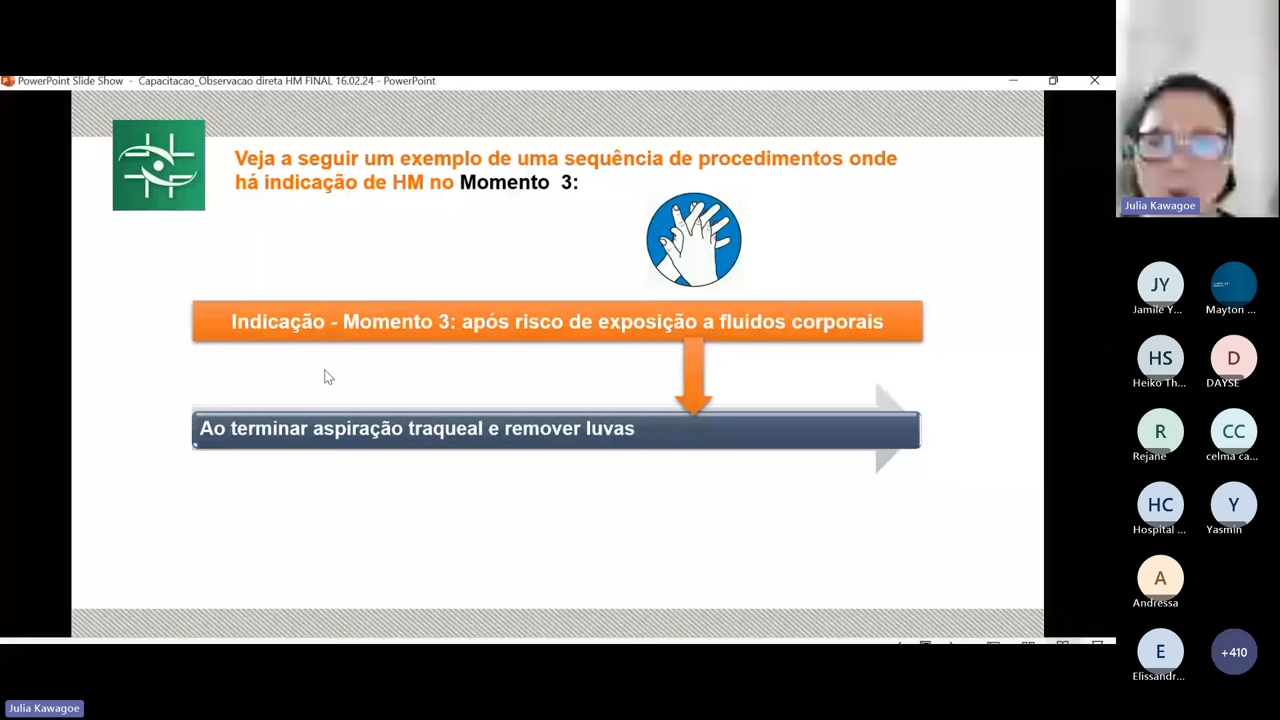 PowerPoint Slide Show - Capacitacao_Observacao direta HM FINAL 16.02.24 - PowerPoint
Veja a seguir um exemplo de uma sequência de procedimentos onde
há indicação de HM no Momento 3:
Indicação - Momento 3: após risco de exposição a fluidos corporais
Ao terminar aspiração traqueal e remover luvas
Julia Kawagoe
JY
Jamile Y...
Mayton ...
HS
Heiko Th...
D
DAYSE
R
Rejane
CC
celma ca...
HC
Hospital ...
Y
Yasmin
A
Andressa
E
Elissandr...
+410
Julia Kawagoe